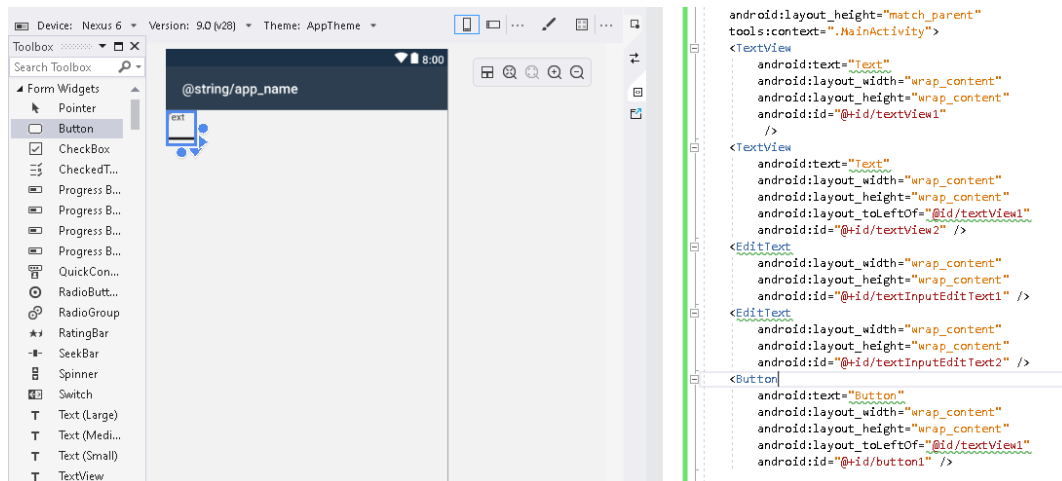 Device: Nexus 6 Version: 9.0 (v28) Theme: AppTheme
Toolbox
Search Toolbox
Form Widgets
Pointer
Button
CheckBox
CheckedT...
Progress B...
Progress B...
Progress B...
Progress B...
QuickCon...
RadioButt...
RadioGroup
RatingBar
SeekBar
Spinner
Switch
T Text (Large)
T Text (Medi...
T Text (Small)
T TextView
8:00
@string/app_name
ext
android:layout_height="match_parent"
tools:context=".MainActivity">
<TextView
android:text="Text"
android:layout_width="wrap_content"
android:layout_height="wrap_content"
android:id="@+id/textView1"
/>
<TextView
android:text="Text"
android:layout_width="wrap_content"
android:layout_height="wrap_content"
android:layout_toLeftOf="@id/textView1"
android:id="@+id/textView2" />
<EditText
android:layout_width="wrap_content"
android:layout_height="wrap_content"
android:id="@+id/textInputEditText1" />
<EditText
android:layout_width="wrap_content"
android:layout_height="wrap_content"
android:id="@+id/textInputEditText2" />
<Button
android:text="Button"
android:layout_width="wrap_content"
android:layout_height="wrap_content"
android:layout_toLeftOf="@id/textView1"
android:id="@+id/button1" />